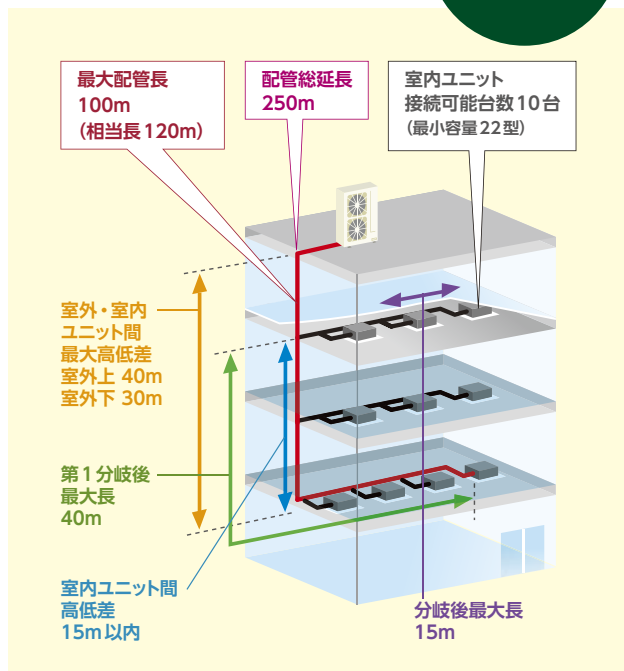 最大配管長
100m
（相当長120m）
配管総延長
250m
室内ユニット
接続可能台数10台
（最小容量22型）
室外・室内
ユニット間
最大高低差
室外上 40m
室外下 30m
第1分岐後
最大長
40m
室内ユニット間
高低差
15m以内
分岐後最大長
15m